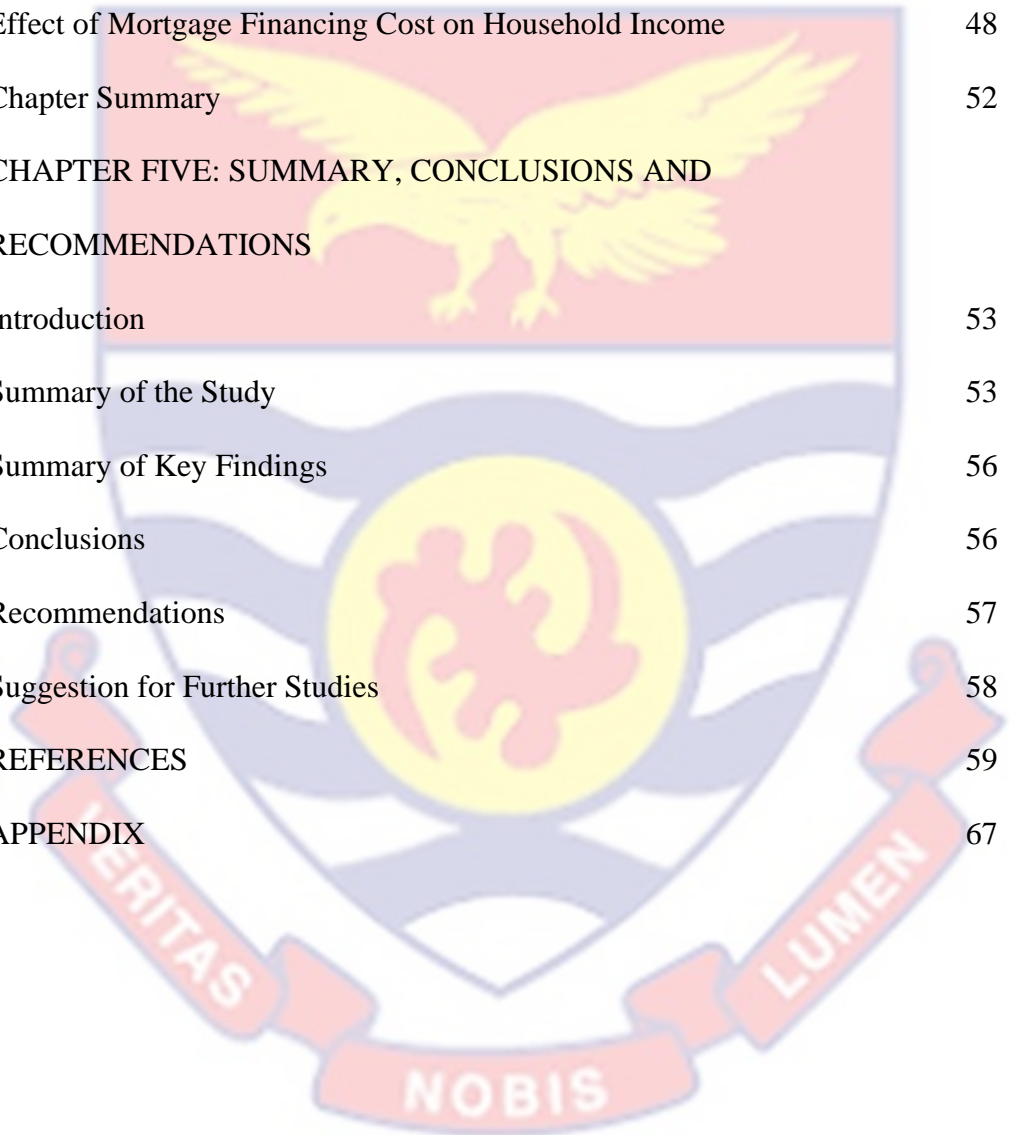 Effect of Mortgage Financing Cost on Household Income 48
Chapter Summary 52
CHAPTER FIVE: SUMMARY, CONCLUSIONS AND
RECOMMENDATIONS
Introduction 53
Summary of the Study 53
Summary of Key Findings 56
Conclusions 56
Recommendations 57
Suggestion for Further Studies 58
REFERENCES 59
APPENDIX 67
VERITAS
NOBIS
LUMEN